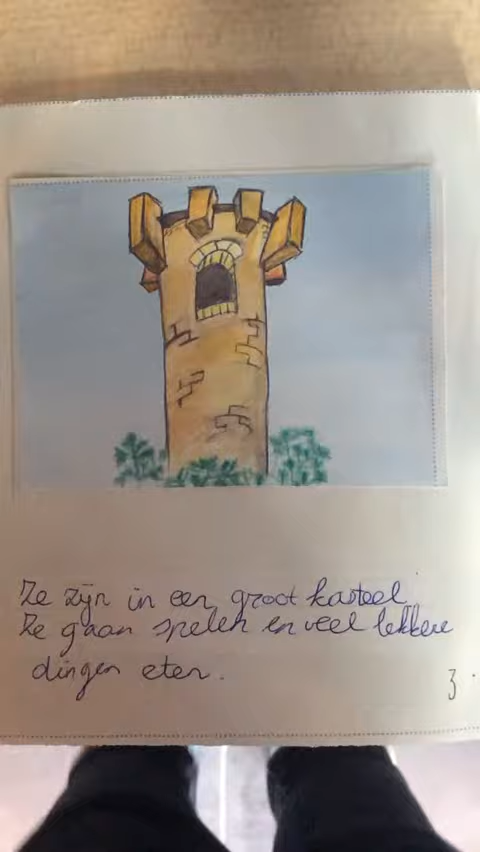 Ze zijn in een groot kasteel.
Ze gaan spelen en veel lekkere
dingen eten.
3.